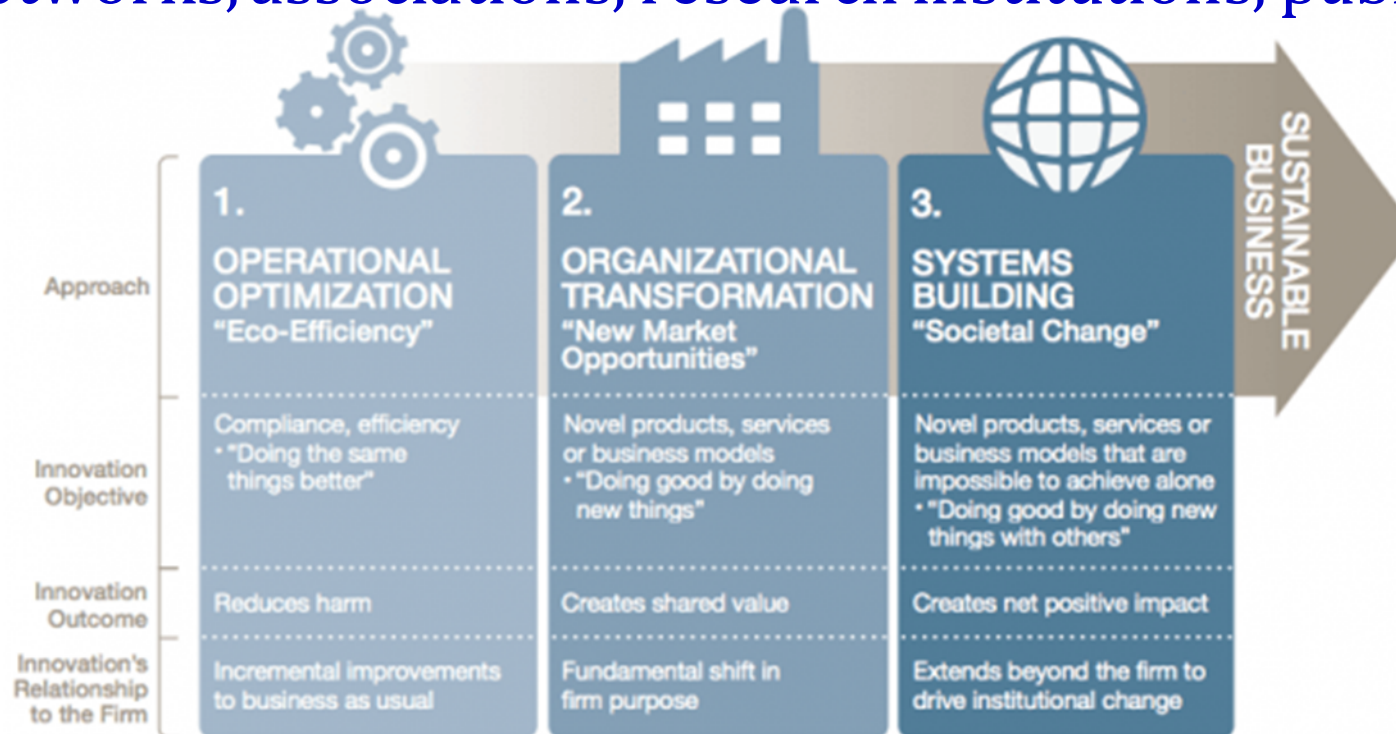 networks, associations, research institutions, publ
SUSTAINABLE
BUSINESS
Approach
1.
OPERATIONAL
OPTIMIZATION
“Eco-Efficiency”
2.
ORGANIZATIONAL
TRANSFORMATION
“New Market
Opportunities”
3.
SYSTEMS
BUILDING
“Societal Change”
Innovation
Objective
Compliance, efficiency
• “Doing the same
things better”
Novel products, services
or business models
• “Doing good by doing
new things”
Novel products, services or
business models that are
impossible to achieve alone
• “Doing good by doing new
things with others”
Innovation
Outcome
Reduces harm
Creates shared value
Creates net positive impact
Innovation's
Relationship
to the Firm
Incremental improvements
to business as usual
Fundamental shift in
firm purpose
Extends beyond the firm to
drive institutional change